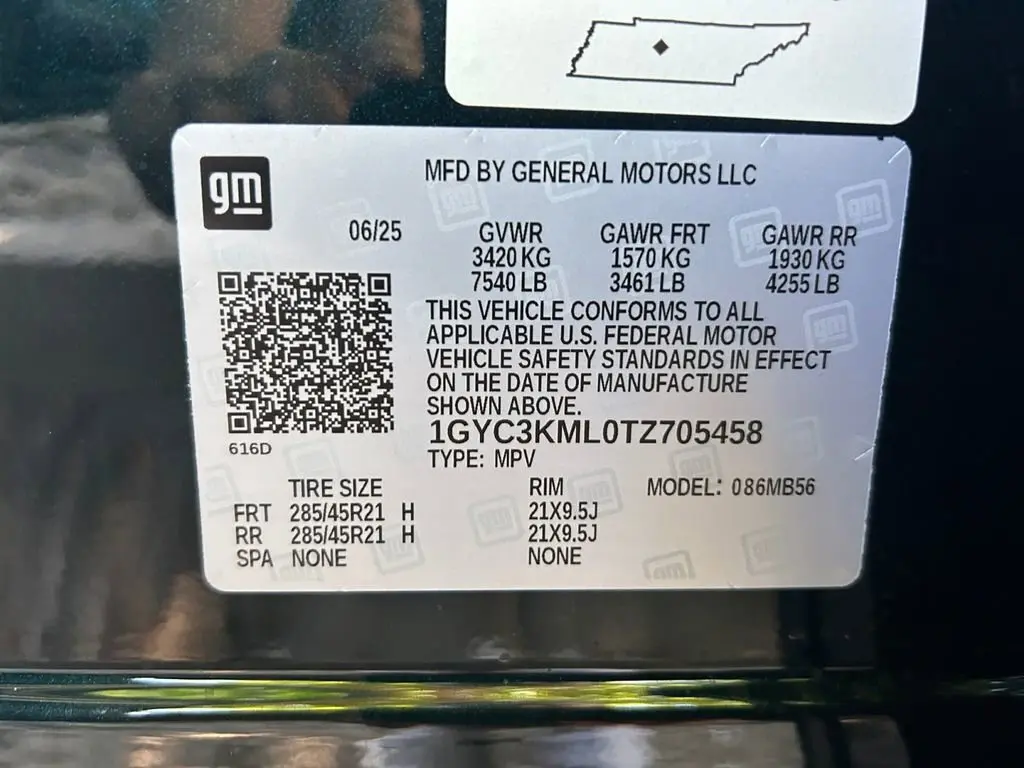 gm
MFD BY GENERAL MOTORS LLC
06/25 GVWR GAWR FRT GAWR RR
3420 KG 1570 KG 1930 KG
7540 LB 3461 LB 4255 LB
THIS VEHICLE CONFORMS TO ALL
APPLICABLE U.S. FEDERAL MOTOR
VEHICLE SAFETY STANDARDS IN EFFECT
ON THE DATE OF MANUFACTURE
SHOWN ABOVE.
1GYC3KML0TZ705458
616D
TYPE: MPV
TIRE SIZE RIM MODEL: 086MB56
FRT 285/45R21 H 21X9.5J
RR 285/45R21 H 21X9.5J
SPA NONE NONE